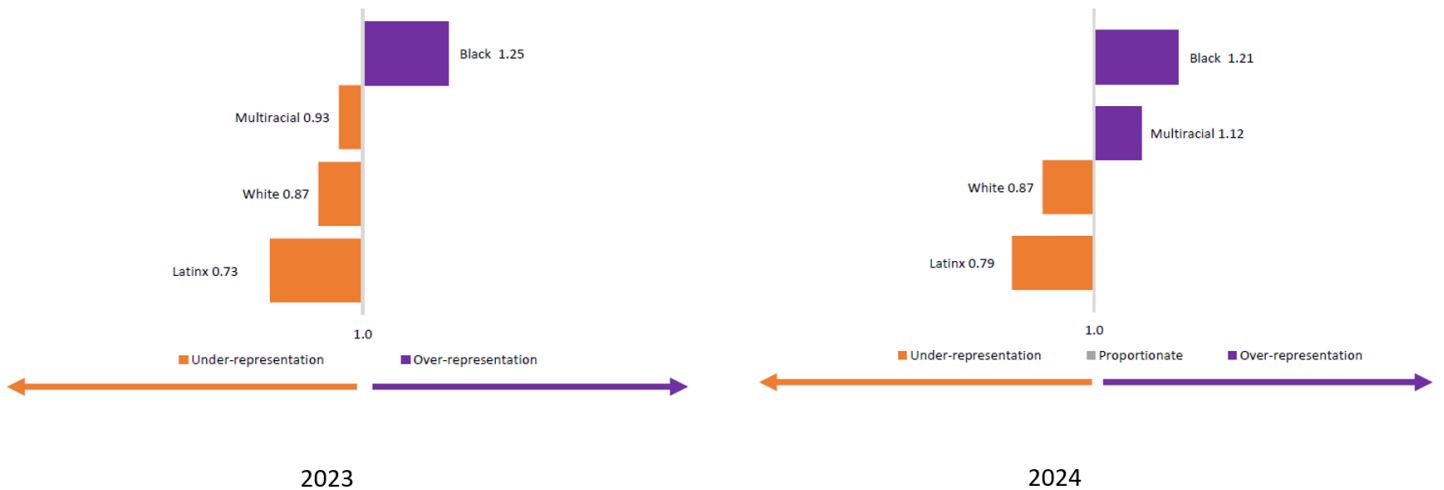 Black 1.25
Multiracial 0.93
White 0.87
Latinx 0.73
1.0
Under-representation Over-representation
2023
Black 1.21
Multiracial 1.12
White 0.87
Latinx 0.79
1.0
Under-representation Proportionate Over-representation
2024